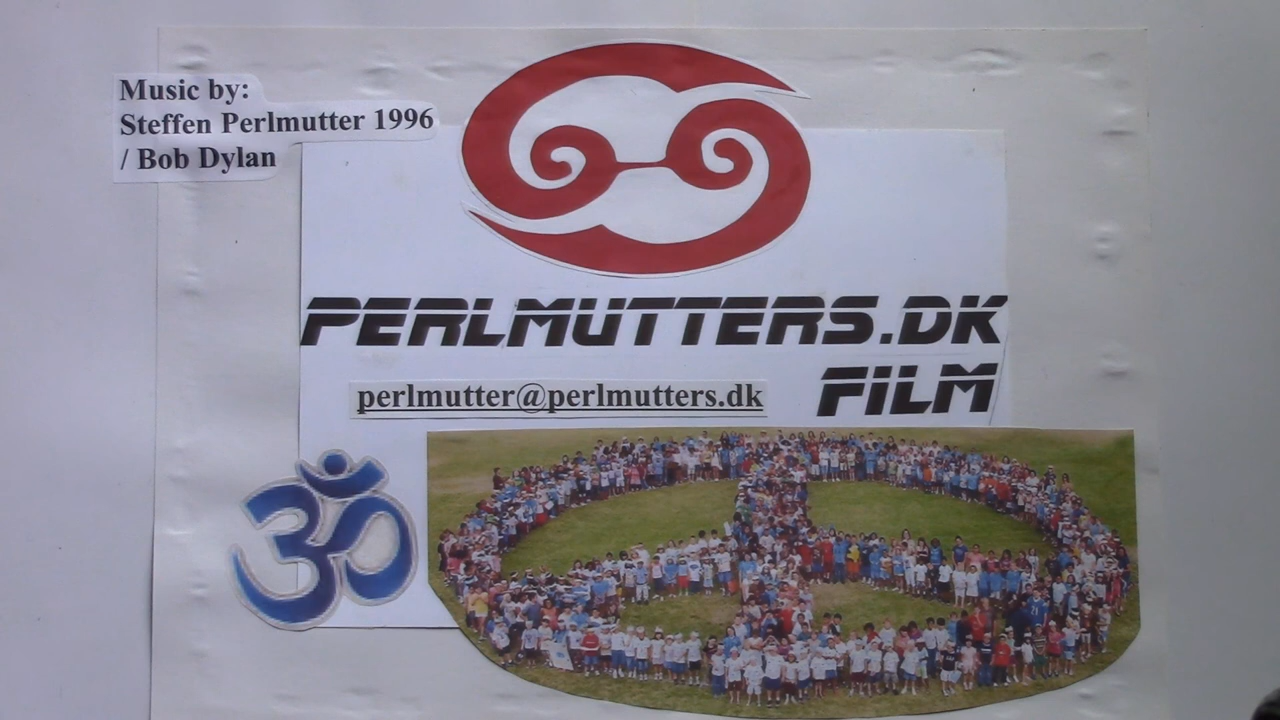 Music by:
Steffen Perlmutter 1996
/ Bob Dylan
PERLMUTTERS.DK
FILM
perlmutter@perlmutters.dk
ॐ